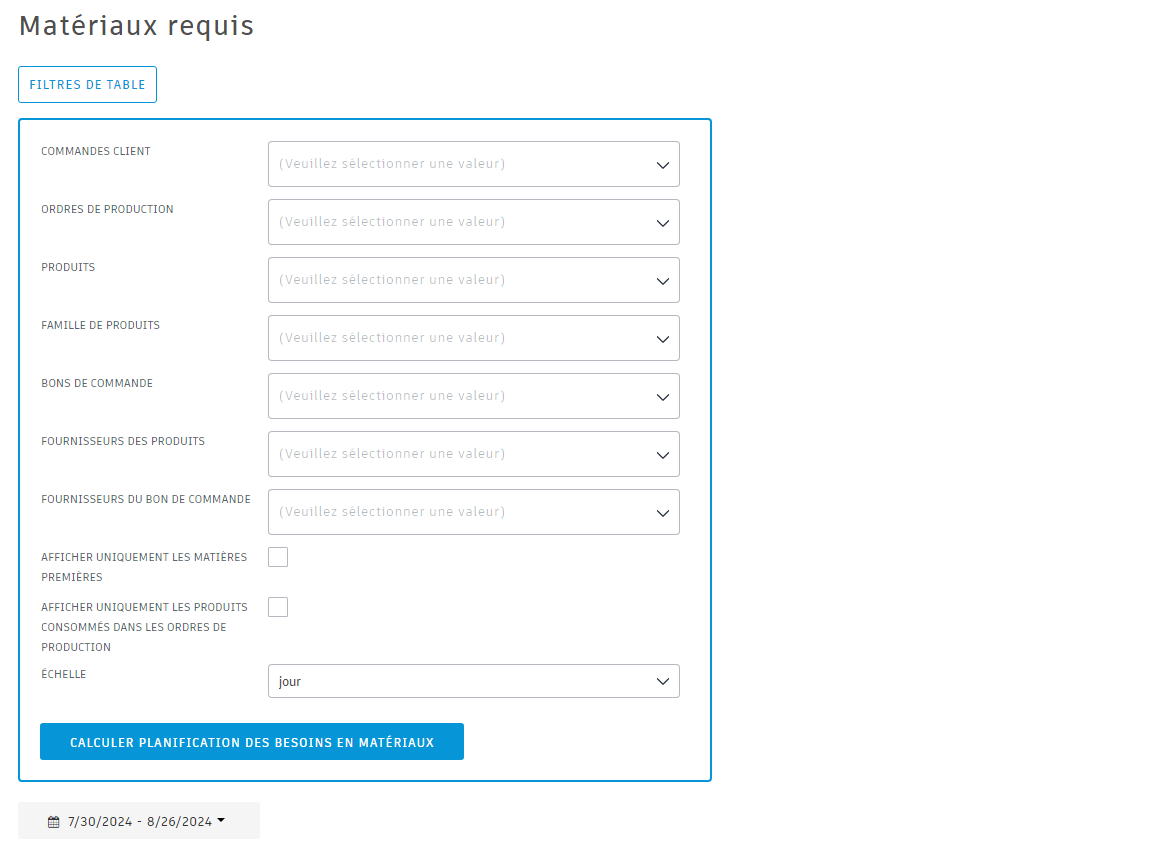 Matériaux requis
FILTRES DE TABLE
COMMANDES CLIENT
(Veuillez sélectionner une valeur)
ORDRES DE PRODUCTION
(Veuillez sélectionner une valeur)
PRODUITS
(Veuillez sélectionner une valeur)
FAMILLE DE PRODUITS
(Veuillez sélectionner une valeur)
BONS DE COMMANDE
(Veuillez sélectionner une valeur)
FOURNISSEURS DES PRODUITS
(Veuillez sélectionner une valeur)
FOURNISSEURS DU BON DE COMMANDE
(Veuillez sélectionner une valeur)
AFFICHER UNIQUEMENT LES MATIÈRES
PREMIÈRES
AFFICHER UNIQUEMENT LES PRODUITS
CONSOMMÉS DANS LES ORDRES DE
PRODUCTION
ÉCHELLE
jour
CALCULER PLANIFICATION DES BESOINS EN MATÉRIAUX
7/30/2024 - 8/26/2024